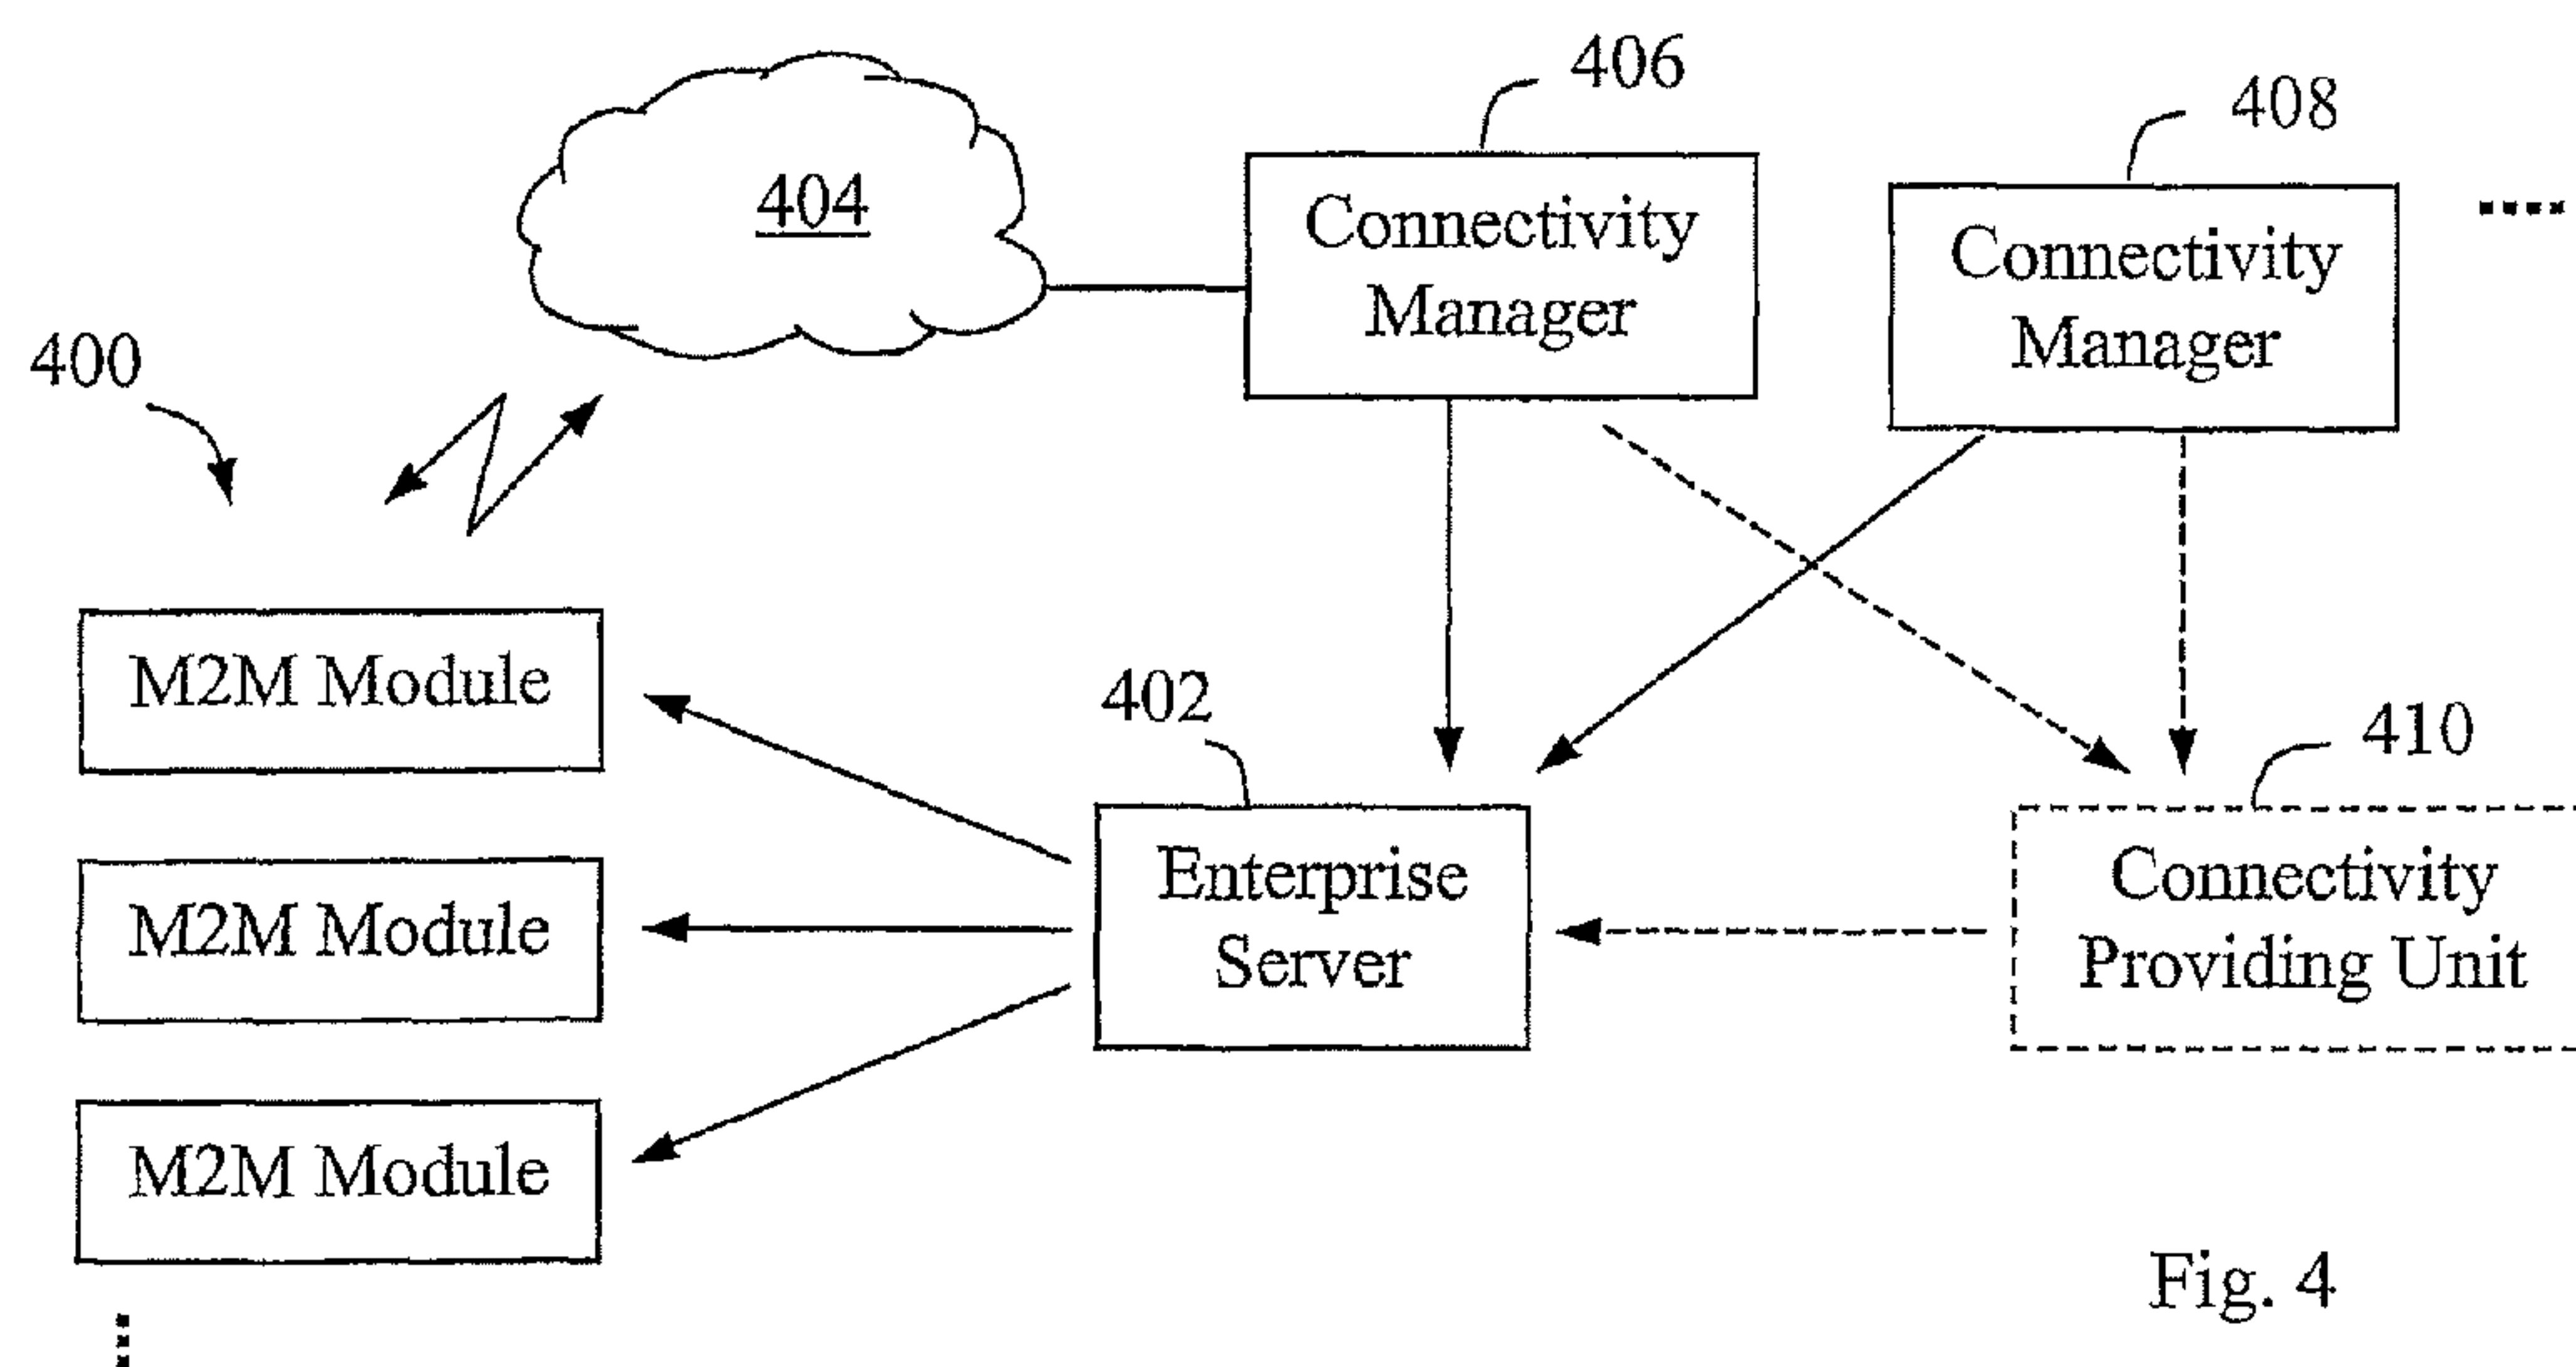 406
408
404
Connectivity
Manager
Connectivity
Manager
400
M2M Module
402
410
Enterprise
Server
Connectivity
Providing Unit
M2M Module
M2M Module
Fig. 4